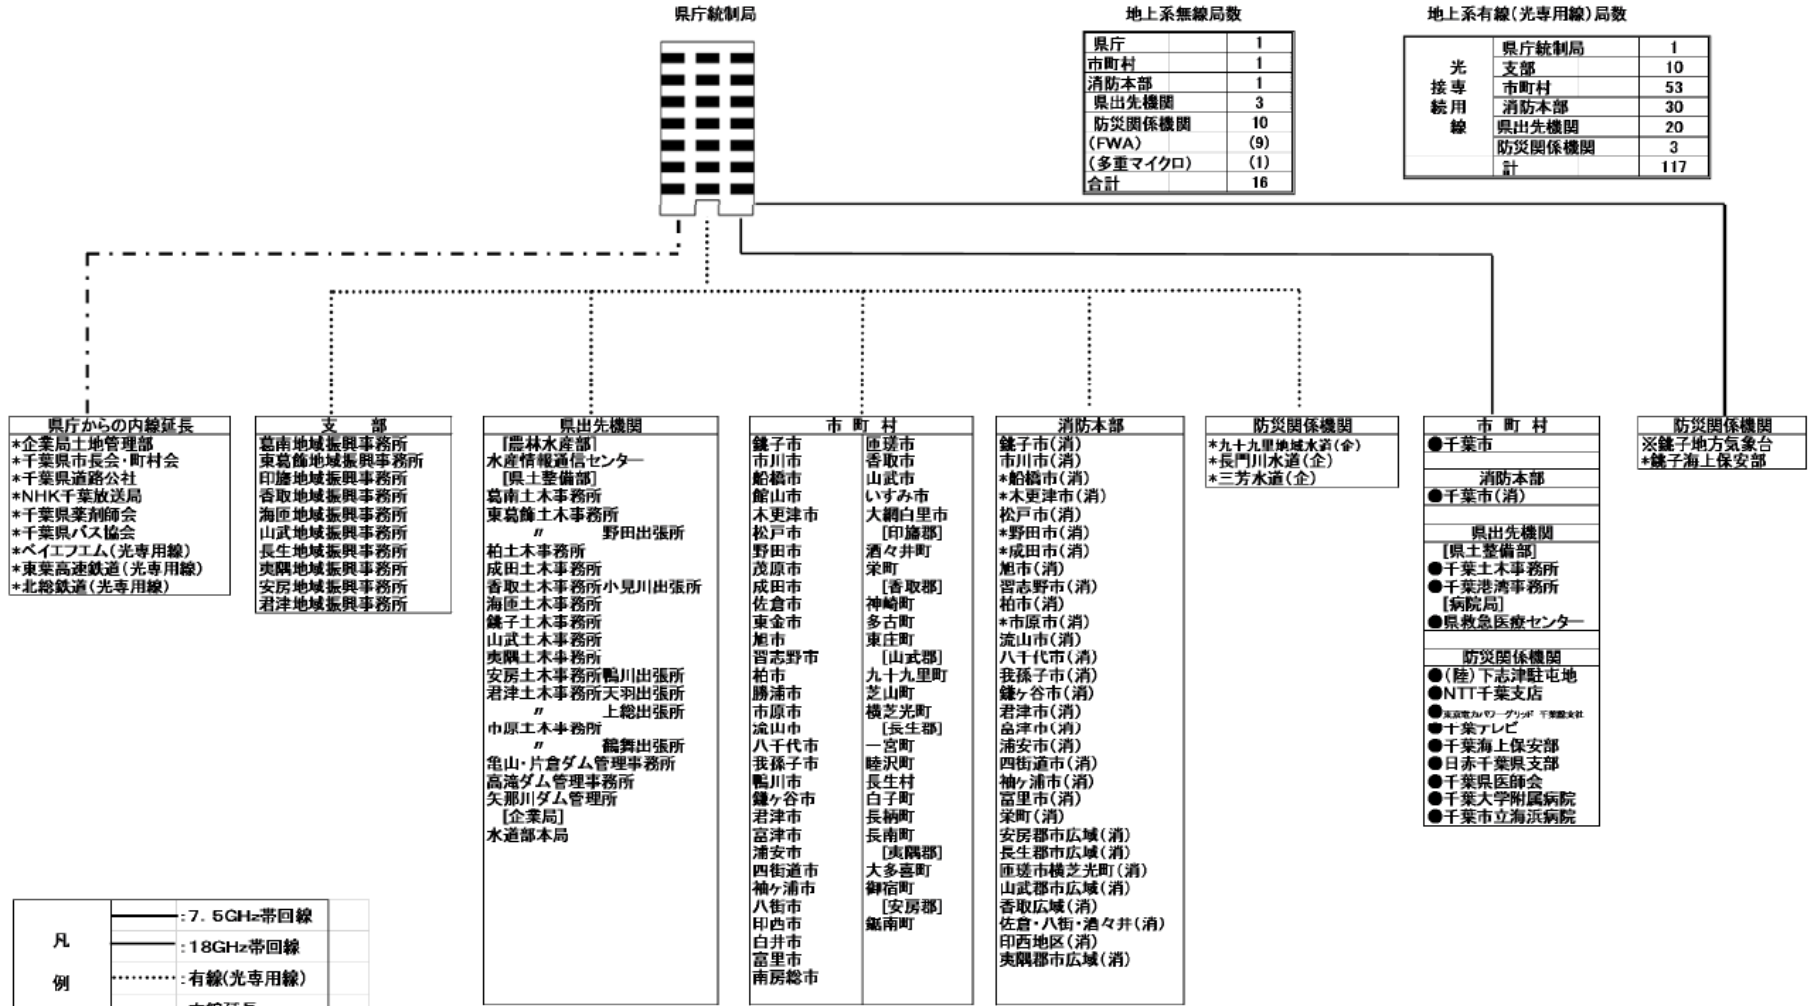 県庁統制局
地上系無線局数
県庁 1
市町村 1
消防本部 1
県出先機関 3
防災関係機関 10
(FWA) (9)
(多重マイクロ) (1)
合計 16
地上系有線(光専用線)局数
光専用線接続
県庁統制局 1
支部 10
市町村 53
消防本部 30
県出先機関 20
防災関係機関 3
計 117
県庁からの内線延長
*企業局土地管理部
*千葉県市長会・町村会
*千葉県道路公社
*NHK千葉放送局
*千葉県薬剤師会
*千葉県バス協会
*ベイエフエム(光専用線)
*東葉高速鉄道(光専用線)
*北総鉄道(光専用線)
支 部
葛南地域振興事務所
東葛飾地域振興事務所
印旛地域振興事務所
香取地域振興事務所
海匝地域振興事務所
山武地域振興事務所
長生地域振興事務所
夷隅地域振興事務所
安房地域振興事務所
君津地域振興事務所
県出先機関
[農林水産部]
水産情報通信センター
[県土整備部]
葛南土木事務所
東葛飾土木事務所
〃 野田出張所
柏土木事務所
成田土木事務所
香取土木事務所小見川出張所
海匝土木事務所
銚子土木事務所
山武土木事務所
夷隅土木事務所
安房土木事務所鴨川出張所
君津土木事務所天羽出張所
〃 上総出張所
市原土木事務所
〃 鶴舞出張所
亀山・片倉ダム管理事務所
高滝ダム管理事務所
矢那川ダム管理所
[企業局]
水道部本局
市 町 村
銚子市
市川市
船橋市
館山市
木更津市
松戸市
野田市
茂原市
成田市
佐倉市
東金市
旭市
習志野市
柏市
勝浦市
市原市
流山市
八千代市
我孫子市
鴨川市
鎌ケ谷市
君津市
富津市
浦安市
四街道市
袖ケ浦市
八街市
印西市
白井市
富里市
南房総市
匝瑳市
香取市
山武市
いすみ市
大網白里市
[印旛郡]
酒々井町
栄町
[香取郡]
神崎町
多古町
東庄町
[山武郡]
九十九里町
芝山町
横芝光町
[長生郡]
一宮町
睦沢町
長生村
白子町
長柄町
長南町
[夷隅郡]
大多喜町
御宿町
[安房郡]
鋸南町
消防本部
銚子市(消)
市川市(消)
*船橋市(消)
*木更津市(消)
松戸市(消)
*野田市(消)
*成田市(消)
旭市(消)
習志野市(消)
柏市(消)
*市原市(消)
流山市(消)
八千代市(消)
我孫子市(消)
鎌ケ谷市(消)
君津市(消)
富津市(消)
浦安市(消)
四街道市(消)
袖ケ浦市(消)
富里市(消)
栄町(消)
安房郡市広域(消)
長生郡市広域(消)
匝瑳市横芝光町(消)
山武郡市広域(消)
香取広域(消)
佐倉・八街・酒々井(消)
印西地区(消)
夷隅郡市広域(消)
防災関係機関
*九十九里地域水道(企)
*長門川水道(企)
*三芳水道(企)
市 町 村
●千葉市
消防本部
●千葉市(消)
県出先機関
[県土整備部]
●千葉土木事務所
●千葉港湾事務所
[病院局]
●県救急医療センター
防災関係機関
●(陸)下志津駐屯地
●NTT千葉支店
●東京電力パワーグリッド 千葉総支社
●千葉テレビ
●千葉海上保安部
●日赤千葉県支部
●千葉県医師会
●千葉大学附属病院
●千葉市立海浜病院
防災関係機関
※銚子地方気象台
*銚子海上保安部
凡例
:7.5GHz帯回線
:18GHz帯回線
:有線(光専用線)